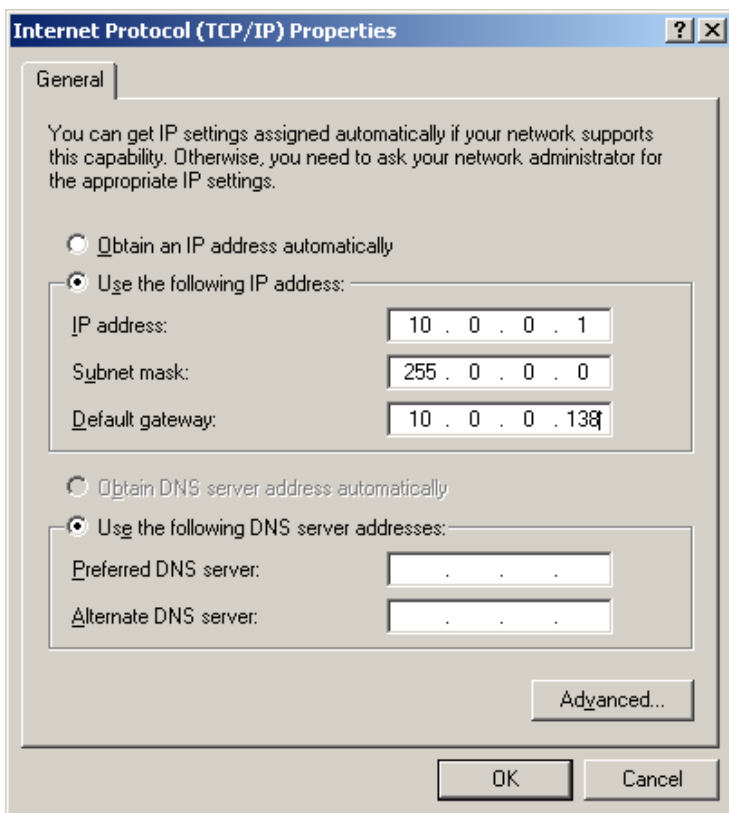 Internet Protocol (TCP/IP) Properties
General
You can get IP settings assigned automatically if your network supports
this capability. Otherwise, you need to ask your network administrator for
the appropriate IP settings.
Obtain an IP address automatically
Use the following IP address:
IP address: 10 . 0 . 0 . 1
Subnet mask: 255 . 0 . 0 . 0
Default gateway: 10 . 0 . 0 . 138
Obtain DNS server address automatically
Use the following DNS server addresses:
Preferred DNS server: . . .
Alternate DNS server: . . .
Advanced...
OK Cancel